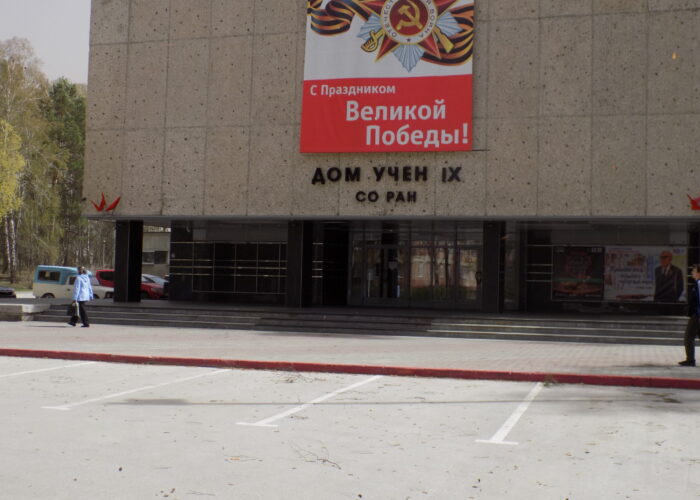 С Праздником
Великой
Победы!
ДОМ УЧЕН IX
СО РАН